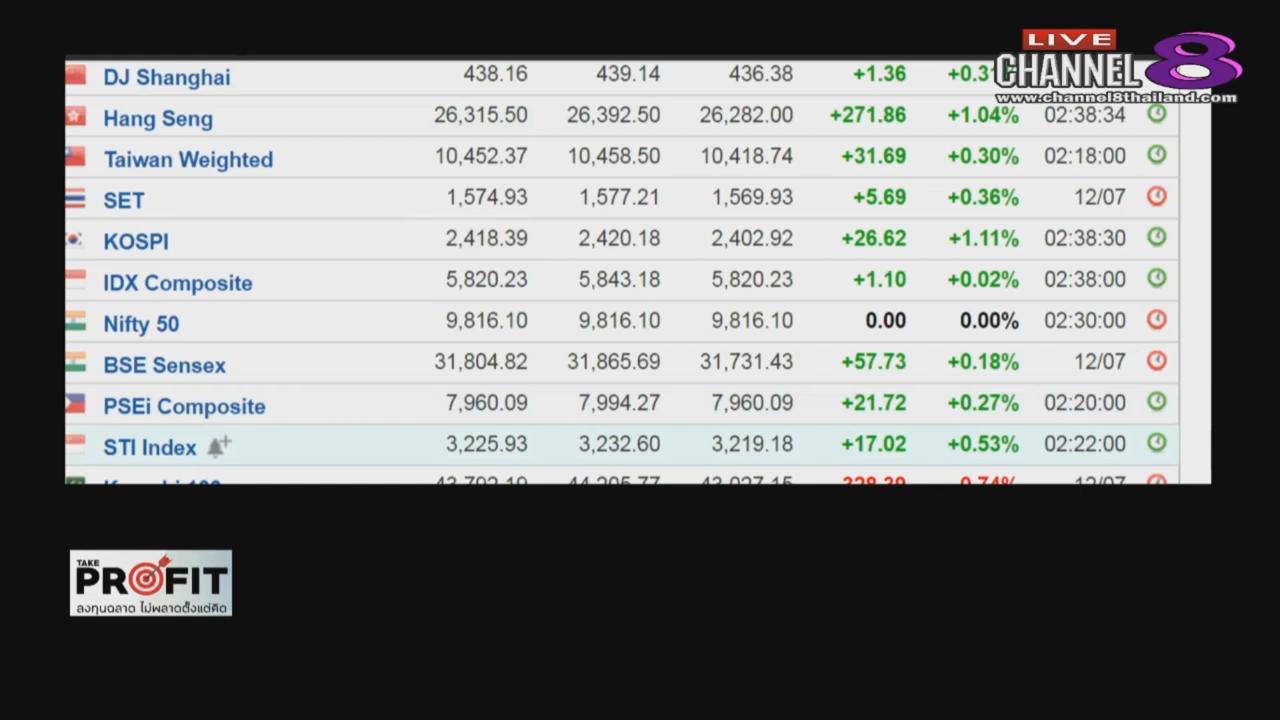 LIVE
CHANNEL 8
www.channel8thailand.com
DJ Shanghai 438.16 439.14 436.38 +1.36
Hang Seng 26,315.50 26,392.50 26,282.00 +271.86 +1.04% 02:38:34
Taiwan Weighted 10,452.37 10,458.50 10,418.74 +31.69 +0.30% 02:18:00
SET 1,574.93 1,577.21 1,569.93 +5.69 +0.36% 12/07
KOSPI 2,418.39 2,420.18 2,402.92 +26.62 +1.11% 02:38:30
IDX Composite 5,820.23 5,843.18 5,820.23 +1.10 +0.02% 02:38:00
Nifty 50 9,816.10 9,816.10 9,816.10 0.00 0.00% 02:30:00
BSE Sensex 31,804.82 31,865.69 31,731.43 +57.73 +0.18% 12/07
PSEi Composite 7,960.09 7,994.27 7,960.09 +21.72 +0.27% 02:20:00
STI Index 3,225.93 3,232.60 3,219.18 +17.02 +0.53% 02:22:00
TAKE
PROFIT
ลงทุนฉลาด ไม่พลาดตั้งแต่คิด